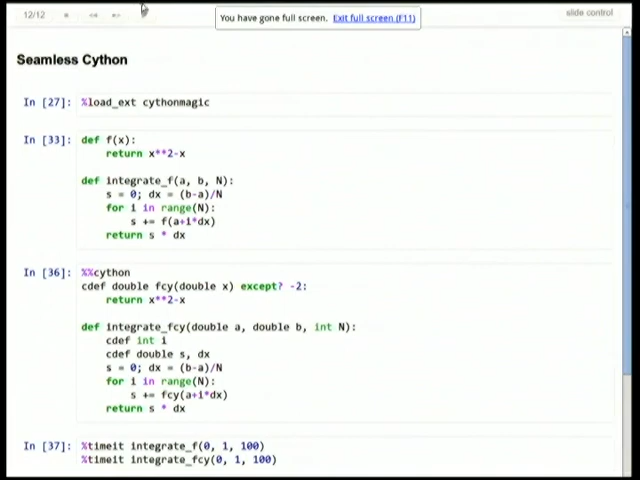 12/12
You have gone full screen. Exit full screen (F11)
slide control
Seamless Cython
In [27]: %load_ext cythonmagic
In [33]: def f(x):
return x**2-x
def integrate_f(a, b, N):
s = 0; dx = (b-a)/N
for i in range(N):
s += f(a+i*dx)
return s * dx
In [36]: %%cython
cdef double fcy(double x) except? -2:
return x**2-x
def integrate_fcy(double a, double b, int N):
cdef int i
cdef double s, dx
s = 0; dx = (b-a)/N
for i in range(N):
s += fcy(a+i*dx)
return s * dx
In [37]: %timeit integrate_f(0, 1, 100)
%timeit integrate_fcy(0, 1, 100)